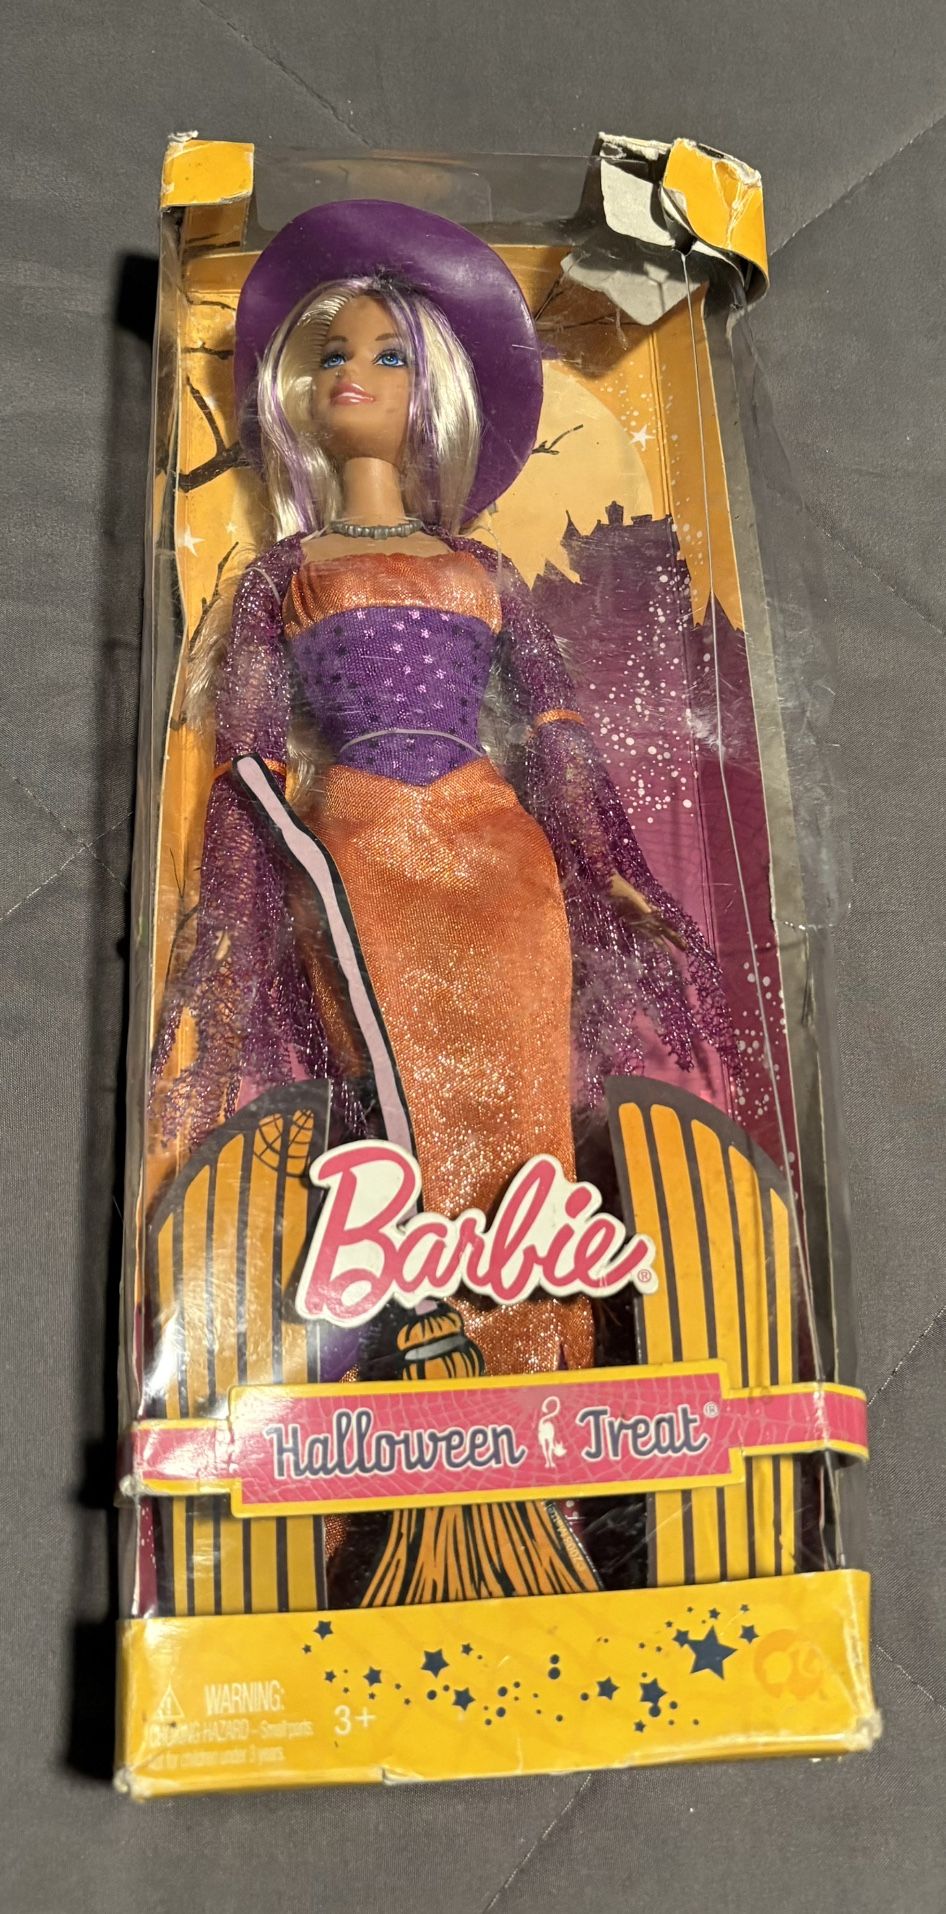 Barbie®
Halloween Treat®
WARNING:
CHOKING HAZARD – Small parts
Not for children under 3 years.
3+